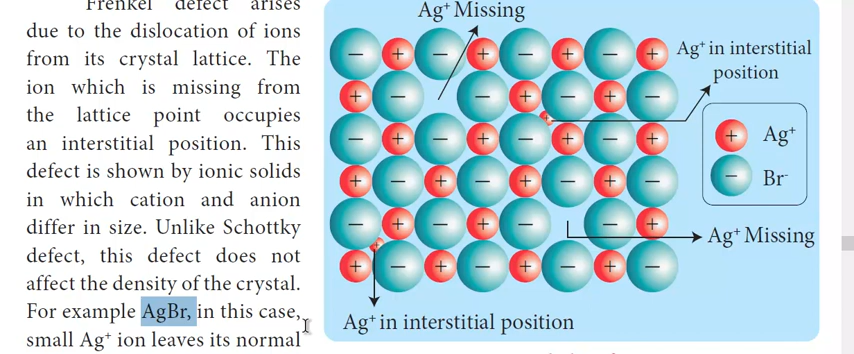 Frenkel defect arises
due to the dislocation of ions
from its crystal lattice. The
ion which is missing from
the lattice point occupies
an interstitial position. This
defect is shown by ionic solids
in which cation and anion
differ in size. Unlike Schottky
defect, this defect does not
affect the density of the crystal.
For example AgBr, in this case,
small Ag⁺ ion leaves its normal
Ag⁺ Missing
Ag⁺ in interstitial
position
+ Ag⁺
− Br⁻
Ag⁺ Missing
Ag⁺ in interstitial position
− + − + − + − +
+ − − + − + −
− + − + − + − +
+ − + − + − + −
− + − + − − +
+ − + − + − + −